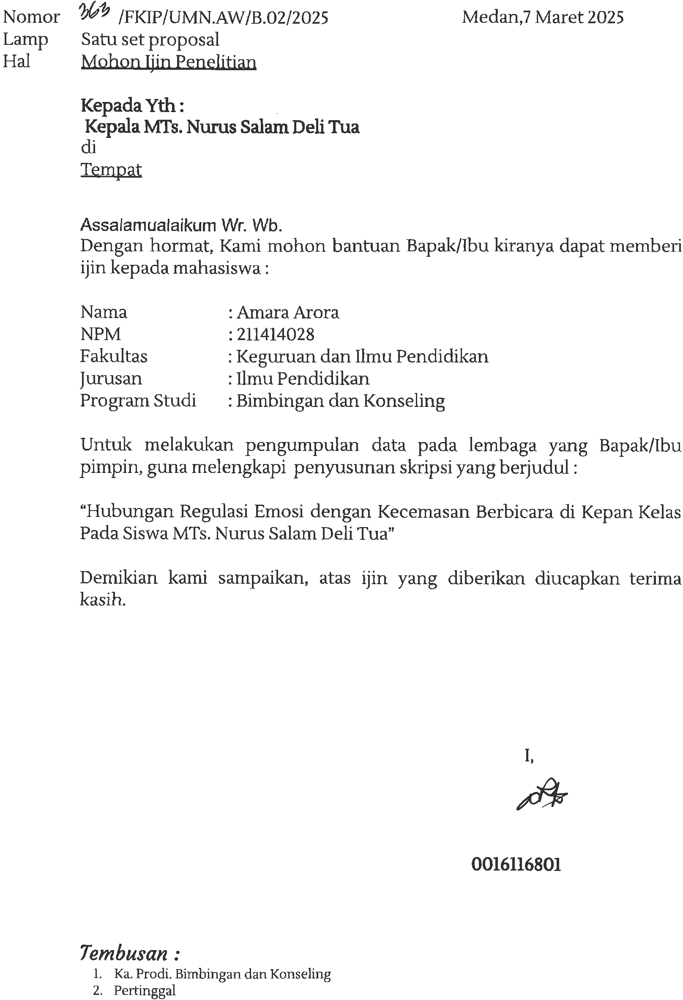 Nomor 363 /FKIP/UMN.AW/B.02/2025 Medan,7 Maret 2025
Lamp Satu set proposal
Hal Mohon Ijin Penelitian
Kepada Yth :
Kepala MTs. Nurus Salam Deli Tua
di
Tempat
Assalamualaikum Wr. Wb.
Dengan hormat, Kami mohon bantuan Bapak/Ibu kiranya dapat memberi
ijin kepada mahasiswa :
Nama : Amara Arora
NPM : 211414028
Fakultas : Keguruan dan Ilmu Pendidikan
Jurusan : Ilmu Pendidikan
Program Studi : Bimbingan dan Konseling
Untuk melakukan pengumpulan data pada lembaga yang Bapak/Ibu
pimpin, guna melengkapi penyusunan skripsi yang berjudul :
“Hubungan Regulasi Emosi dengan Kecemasan Berbicara di Kepan Kelas
Pada Siswa MTs. Nurus Salam Deli Tua”
Demikian kami sampaikan, atas ijin yang diberikan diucapkan terima
kasih.
I,
0016116801
Tembusan :
1. Ka. Prodi. Bimbingan dan Konseling
2. Pertinggal